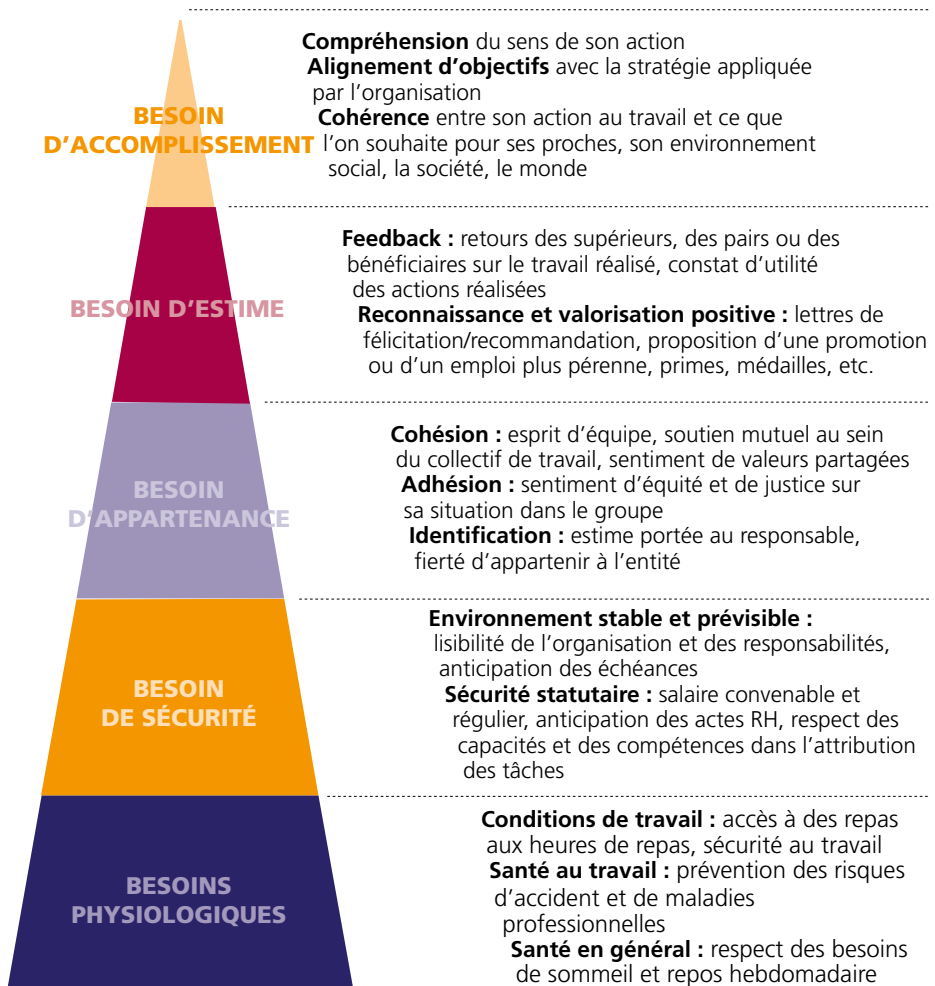 Compréhension du sens de son action
Alignement d'objectifs avec la stratégie appliquée
par l'organisation
Cohérence entre son action au travail et ce que
l'on souhaite pour ses proches, son environnement
social, la société, le monde
BESOIN
D'ACCOMPLISSEMENT
Feedback : retours des supérieurs, des pairs ou des
bénéficiaires sur le travail réalisé, constat d'utilité
des actions réalisées
Reconnaissance et valorisation positive : lettres de
félicitation/recommandation, proposition d'une promotion
ou d'un emploi plus pérenne, primes, médailles, etc.
BESOIN D'ESTIME
Cohésion : esprit d'équipe, soutien mutuel au sein
du collectif de travail, sentiment de valeurs partagées
Adhésion : sentiment d'équité et de justice sur
sa situation dans le groupe
Identification : estime portée au responsable,
fierté d'appartenir à l'entité
BESOIN
D'APPARTENANCE
Environnement stable et prévisible :
lisibilité de l'organisation et des responsabilités,
anticipation des échéances
Sécurité statutaire : salaire convenable et
régulier, anticipation des actes RH, respect des
capacités et des compétences dans l'attribution
des tâches
BESOIN
DE SÉCURITÉ
Conditions de travail : accès à des repas
aux heures de repas, sécurité au travail
Santé au travail : prévention des risques
d'accident et de maladies
professionnelles
Santé en général : respect des besoins
de sommeil et repos hebdomadaire
BESOINS
PHYSIOLOGIQUES